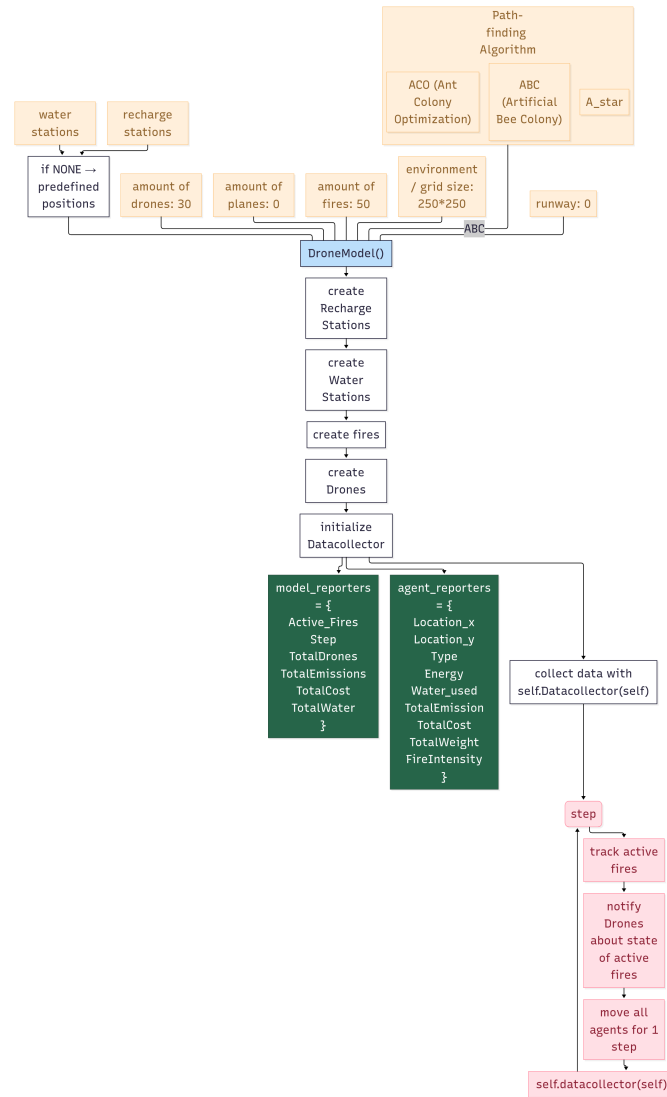 Path-
finding
Algorithm
ACO (Ant
Colony
Optimization)
ABC
(Artificial
Bee Colony)
A_star
water
stations
recharge
stations
if NONE →
predefined
positions
amount of
drones: 30
amount of
planes: 0
amount of
fires: 50
environment
/ grid size:
250*250
runway: 0
ABC
DroneModel()
create
Recharge
Stations
create
Water
Stations
create fires
create
Drones
initialize
Datacollector
model_reporters
= {
Active_Fires
Step
TotalDrones
TotalEmissions
TotalCost
TotalWater
}
agent_reporters
= {
Location_x
Location_y
Type
Energy
Water_used
TotalEmission
TotalCost
TotalWeight
FireIntensity
}
collect data with
self.Datacollector(self)
step
track active
fires
notify
Drones
about state
of active
fires
move all
agents for 1
step
self.datacollector(self)